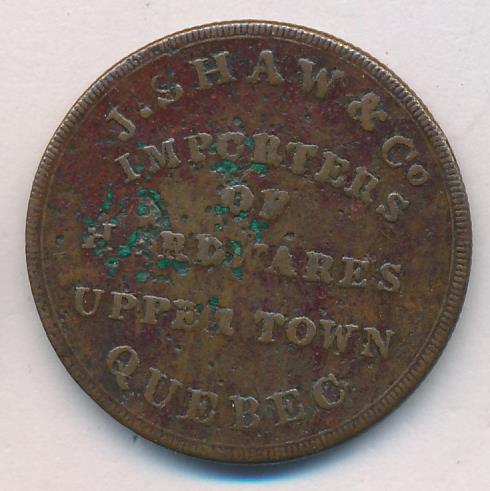 J. SHAW & Co
IMPORTERS
OF
HARDWARES
UPPER TOWN
QUEBEC